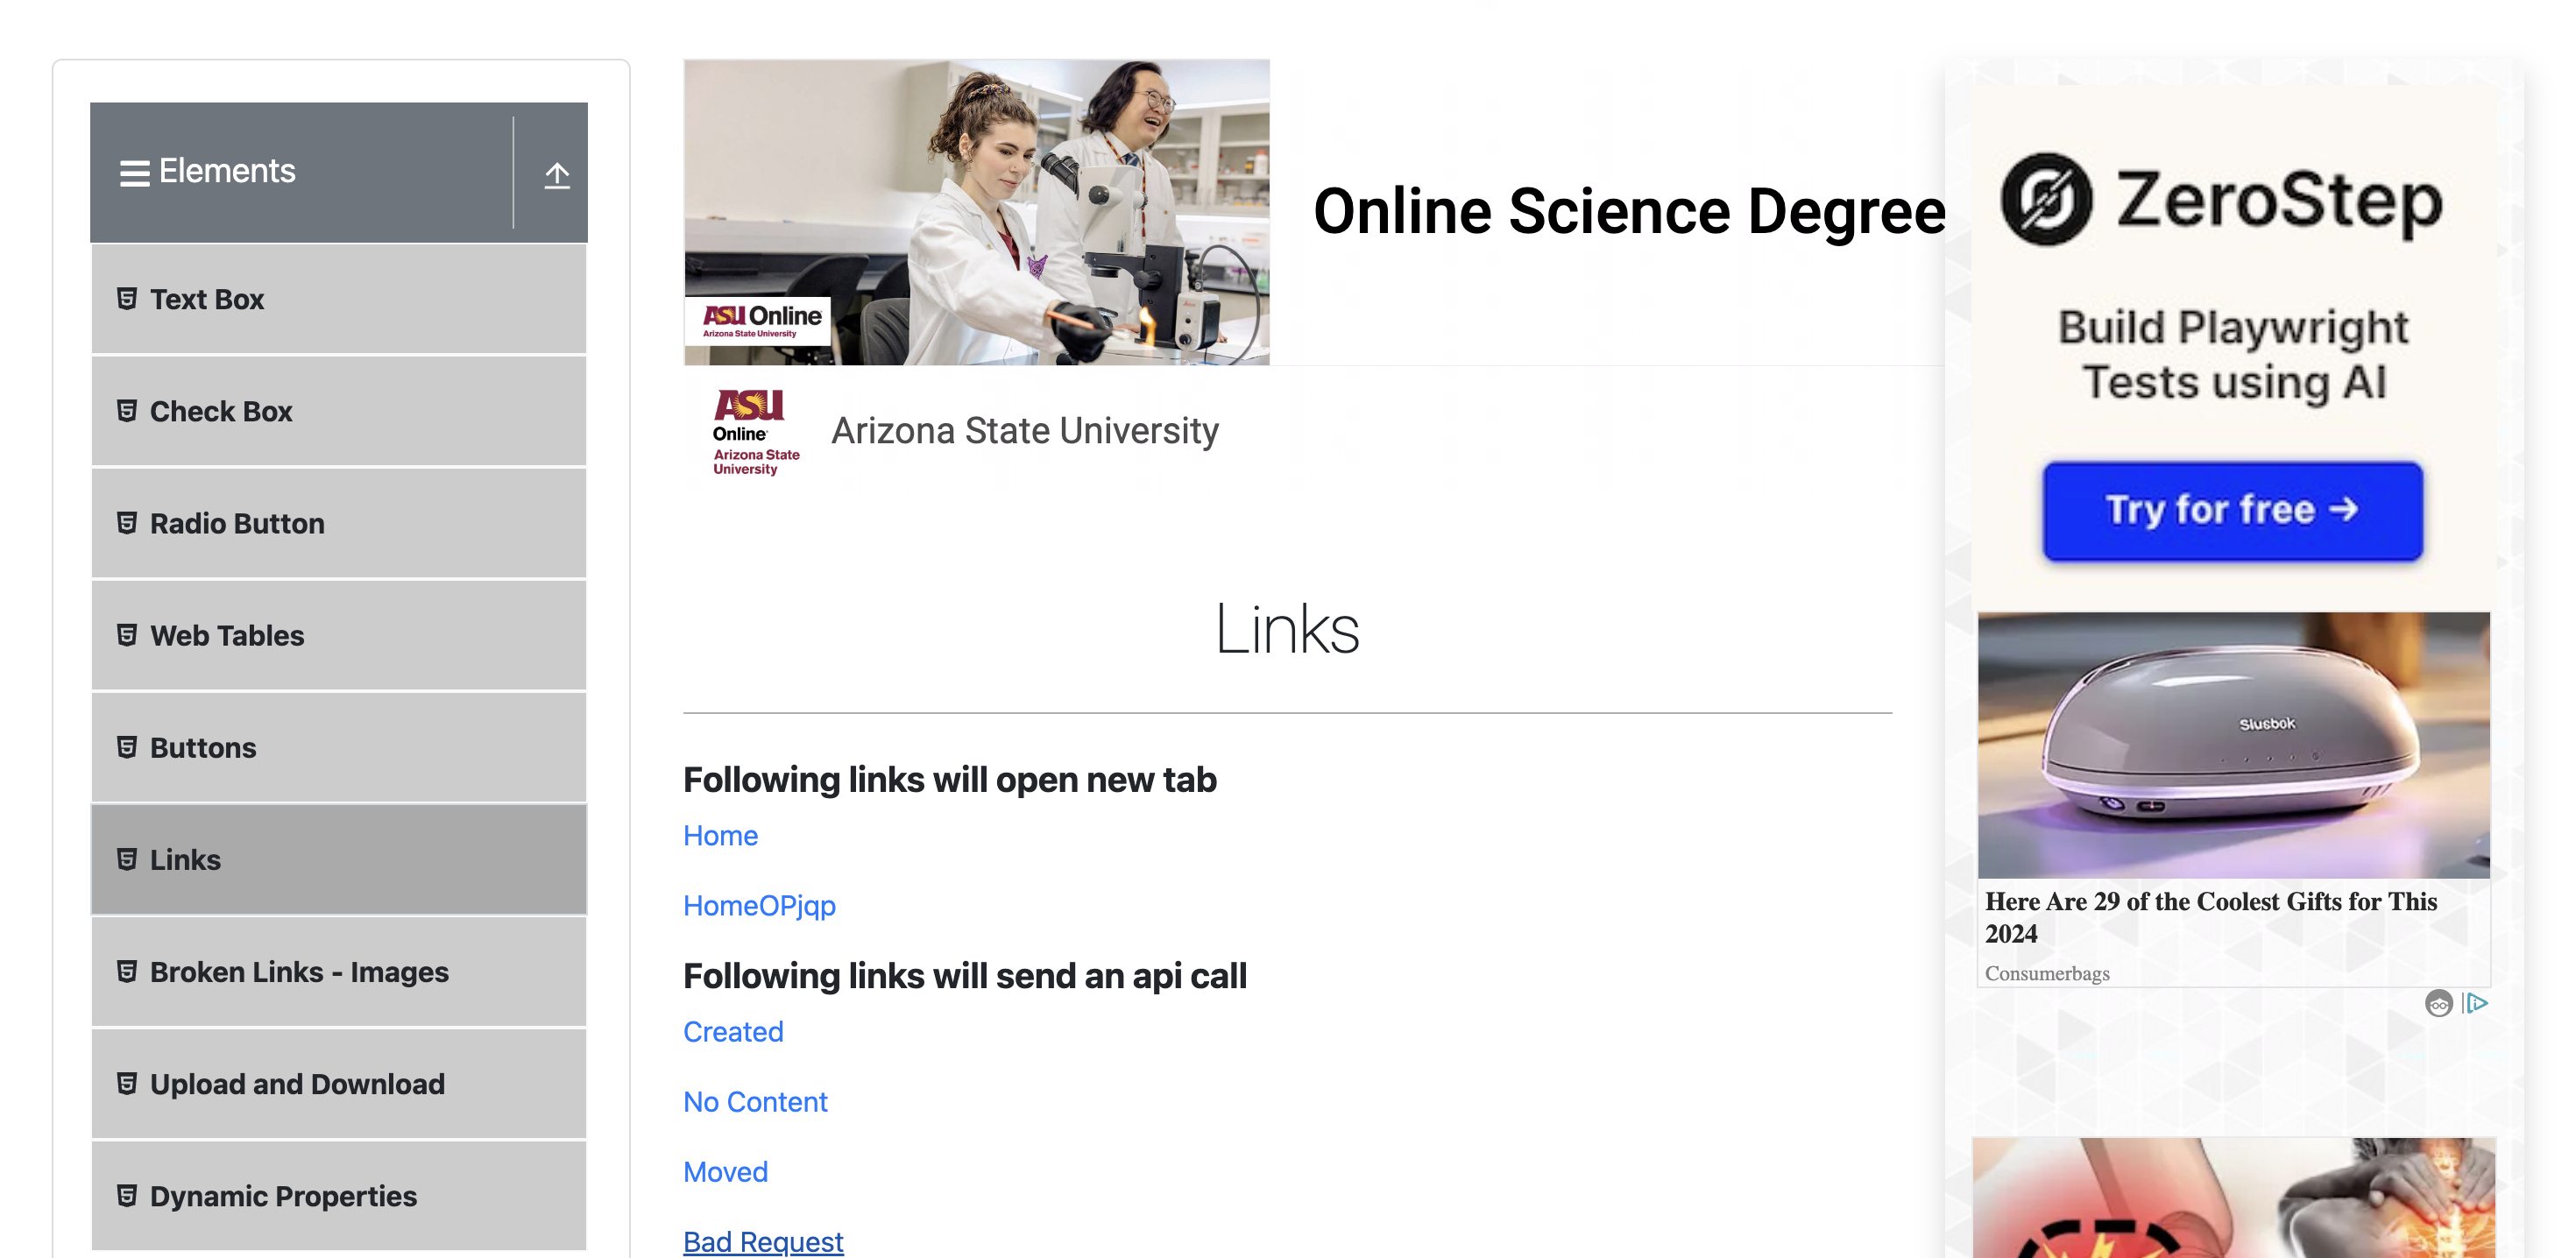 Elements
Text Box
Check Box
Radio Button
Web Tables
Buttons
Links
Broken Links - Images
Upload and Download
Dynamic Properties
ASU Online
Arizona State University
Online Science Degree
ASU
Online
Arizona State
University
Arizona State University
Links
Following links will open new tab
Home
HomeOPjqp
Following links will send an api call
Created
No Content
Moved
Bad Request
ZeroStep
Build Playwright
Tests using AI
Try for free →
Slusbok
Here Are 29 of the Coolest Gifts for This
2024
Consumerbags